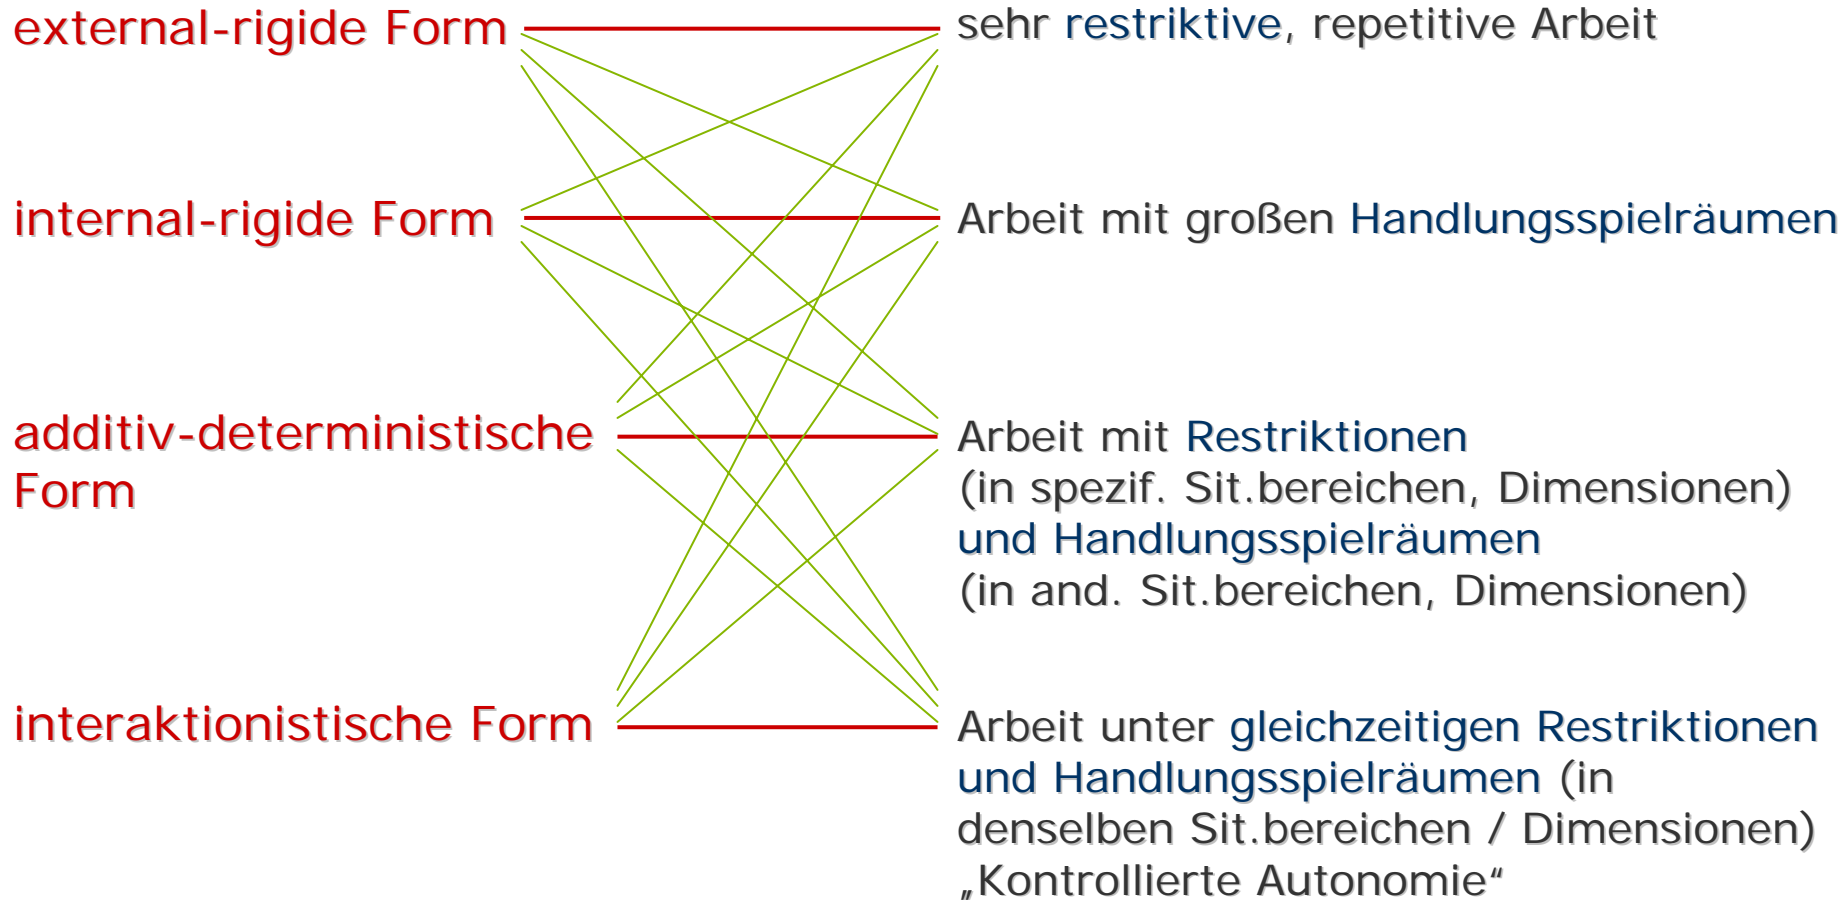 external-rigide Form
sehr restriktive, repetitive Arbeit
internal-rigide Form
Arbeit mit großen Handlungsspielräumen
additiv-deterministische
Form
Arbeit mit Restriktionen
(in spezif. Sit.bereichen, Dimensionen)
und Handlungsspielräumen
(in and. Sit.bereichen, Dimensionen)
interaktionistische Form
Arbeit unter gleichzeitigen Restriktionen
und Handlungsspielräumen (in
denselben Sit.bereichen / Dimensionen)
„Kontrollierte Autonomie“